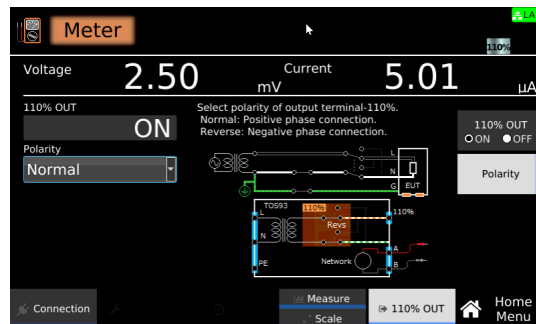 LA
Meter
110%
Voltage 2.50 mV Current 5.01 μA
110% OUT
ON
Polarity
Normal
Select polarity of output terminal-110%.
Normal: Positive phase connection.
Reverse: Negative phase connection.
L
N
G EUT
TOS93 110%
L 110%
Revs
N
A
Network
PE B
110% OUT
ON OFF
Polarity
Connection
Measure
Scale
110% OUT
Home
Menu